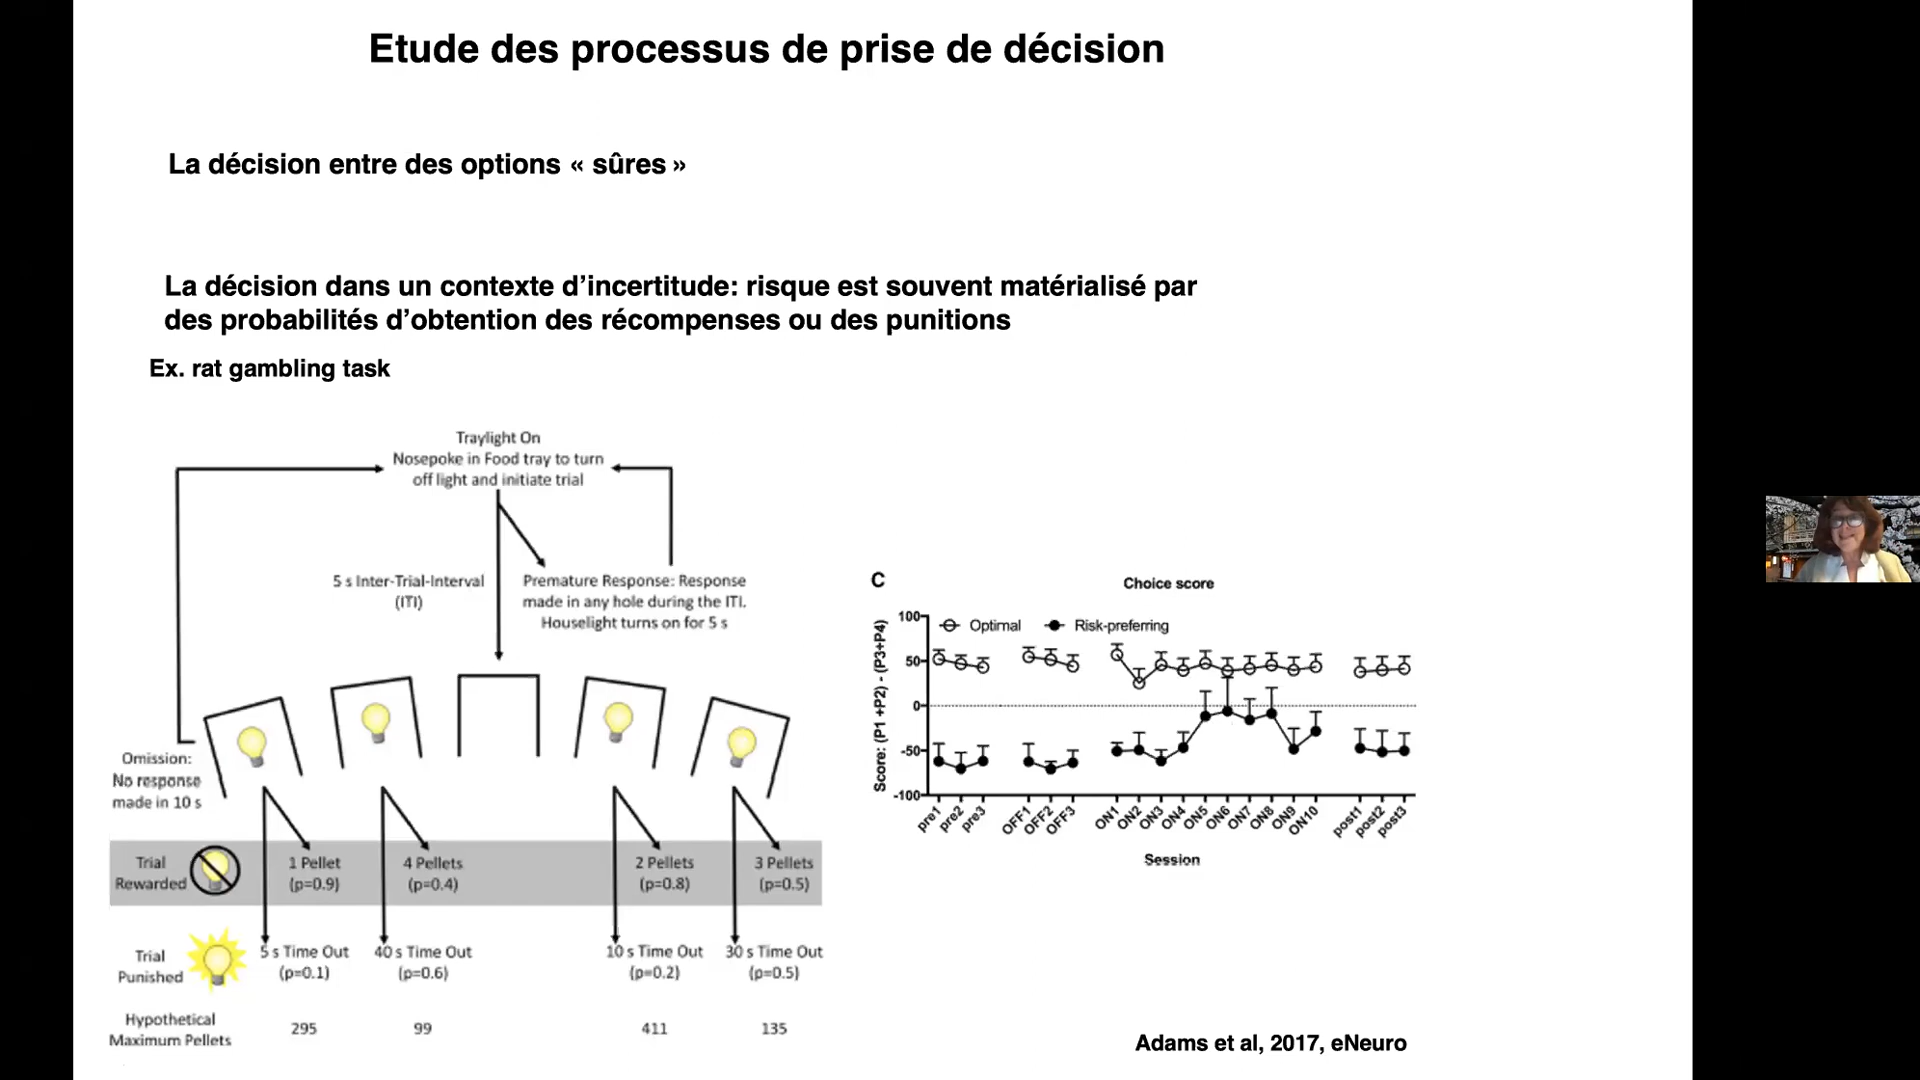 Etude des processus de prise de décision
La décision entre des options « sûres »
La décision dans un contexte d’incertitude: risque est souvent matérialisé par
des probabilités d’obtention des récompenses ou des punitions
Ex. rat gambling task
Traylight On
Nosepoke in Food tray to turn
off light and initiate trial
5 s Inter-Trial-Interval
(ITI)
Premature Response: Response
made in any hole during the ITI.
Houselight turns on for 5 s
Omission:
No response
made in 10 s
Trial
Rewarded
1 Pellet
(p=0.9)
4 Pellets
(p=0.4)
2 Pellets
(p=0.8)
3 Pellets
(p=0.5)
Trial
Punished
5 s Time Out
(p=0.1)
40 s Time Out
(p=0.6)
10 s Time Out
(p=0.2)
30 s Time Out
(p=0.5)
Hypothetical
Maximum Pellets
295
99
411
135
C
Choice score
Optimal
Risk-preferring
Score: (P1 +P2) - (P3+P4)
100
50
0
-50
-100
pre1
pre2
pre3
OFF1
OFF2
OFF3
ON1
ON2
ON3
ON4
ON5
ON6
ON7
ON8
ON9
ON10
post1
post2
post3
Session
Adams et al, 2017, eNeuro